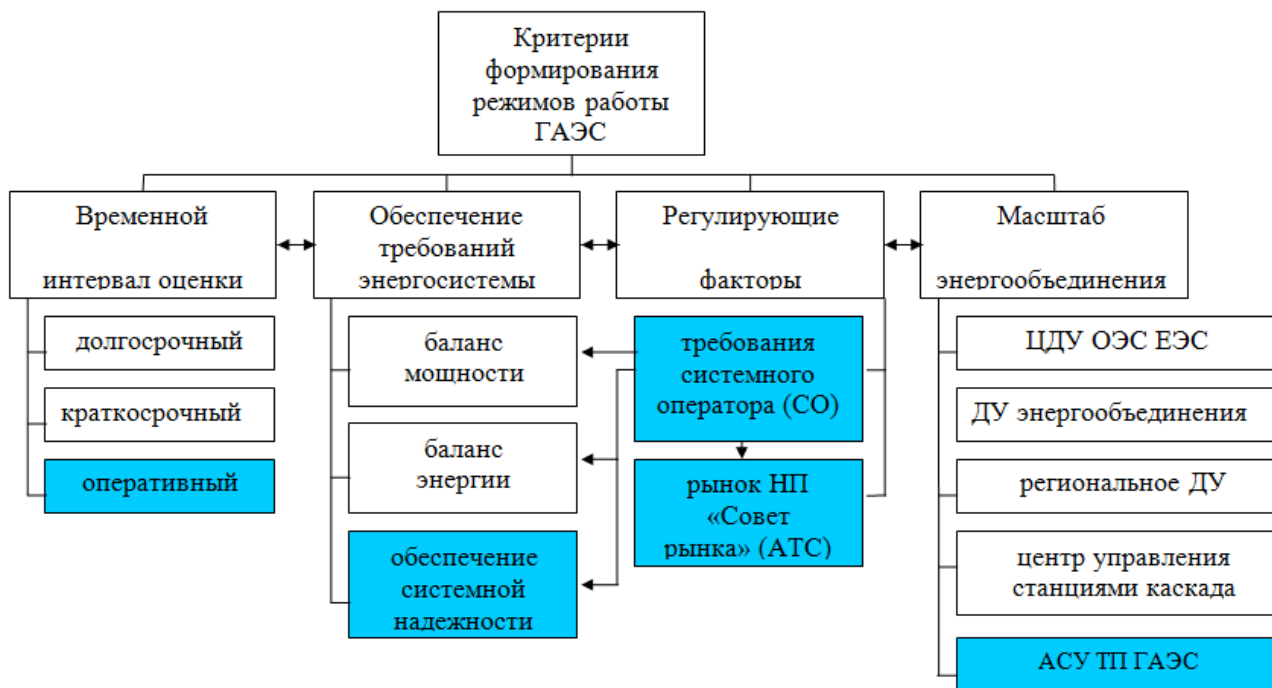 Критерии
формирования
режимов работы
ГАЭС
Временной
интервал оценки
Обеспечение
требований
энергосистемы
Регулирующие
факторы
Масштаб
энергообъединения
долгосрочный
краткосрочный
оперативный
баланс
мощности
баланс
энергии
обеспечение
системной
надежности
требования
системного
оператора (СО)
рынок НП
«Совет
рынка» (АТС)
ЦДУ ОЭС ЕЭС
ДУ энергообъединения
региональное ДУ
центр управления
станциями каскада
АСУ ТП ГАЭС